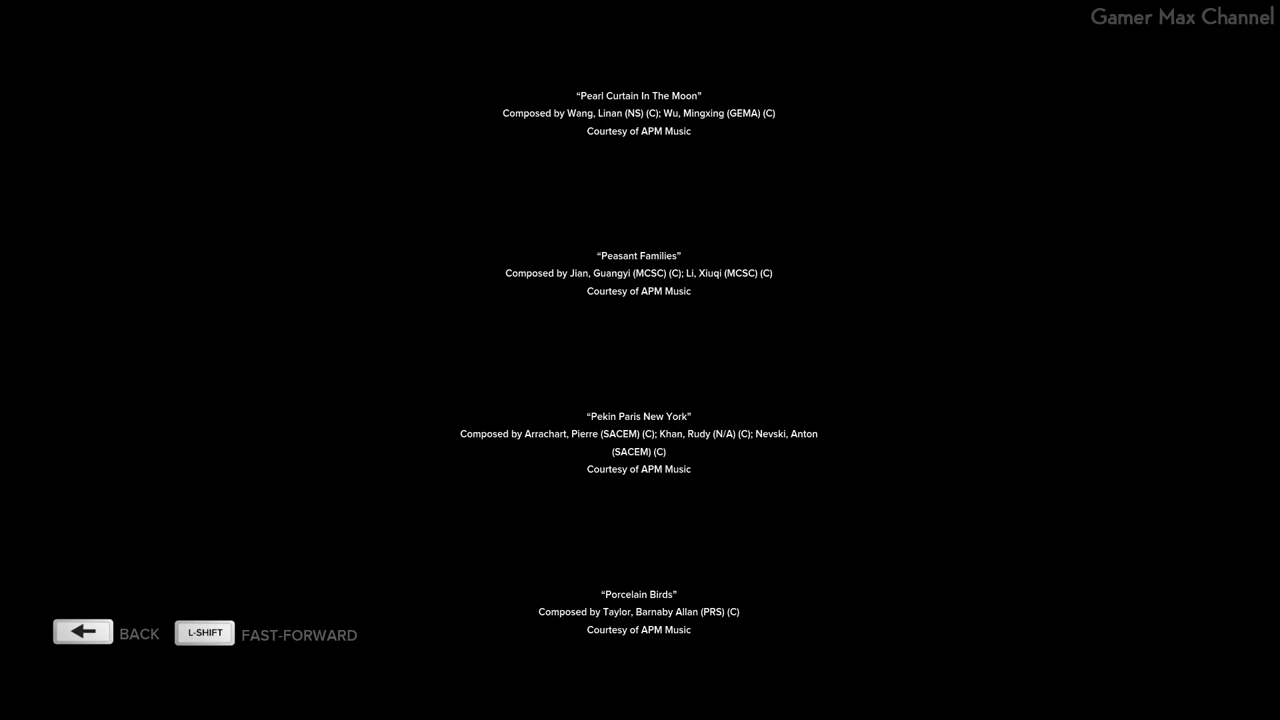 Gamer Max Channel
“Pearl Curtain In The Moon”
Composed by Wang, Linan (NS) (C); Wu, Mingxing (GEMA) (C)
Courtesy of APM Music
“Peasant Families”
Composed by Jian, Guangyi (MCSC) (C); Li, Xiuqi (MCSC) (C)
Courtesy of APM Music
“Pekin Paris New York”
Composed by Arrachart, Pierre (SACEM) (C); Khan, Rudy (N/A) (C); Nevski, Anton
(SACEM) (C)
Courtesy of APM Music
“Porcelain Birds”
Composed by Taylor, Barnaby Allan (PRS) (C)
Courtesy of APM Music
BACK L-SHIFT FAST-FORWARD